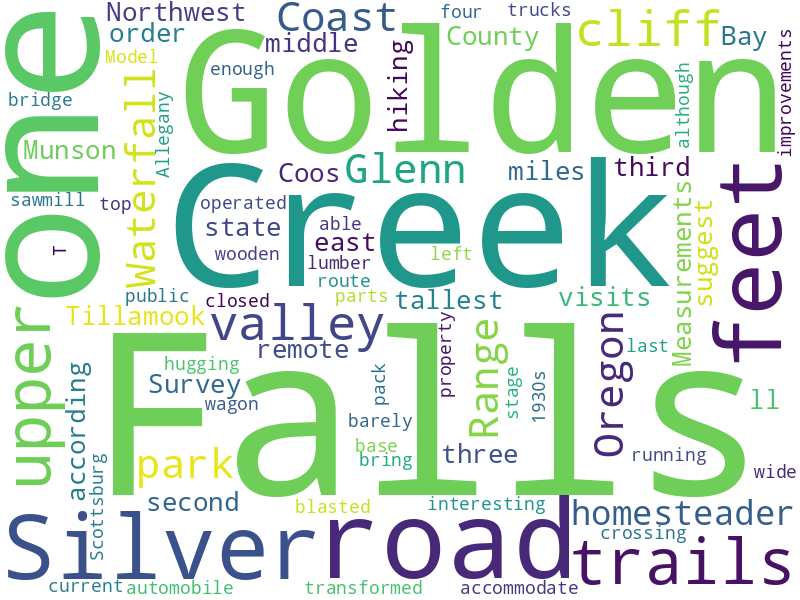 Northwest
Coast
four
trucks
order
middle
County
cliff
Bay
Model
enough
Golden
hiking
although
improvements
bridge
one
Waterfall
Allegany
Munson
Coos
Glenn
miles
third
sawmill
top
operated
Creek
feet
state
able
T
wooden
east
left
lumber
route
Measurements
suggest
public
closed
parts
tallest
visits
Tillamook
valley
upper
remote
Range
Oregon
last
property
hugging
Falls
according
Survey
wagon
pack
stage
1930s
ll
barely
base
park
bring
three
running
wide
Scottsburg
second
blasted
interesting
homesteader
crossing
Silver
road
trails
current
automobile
transformed
accommodate